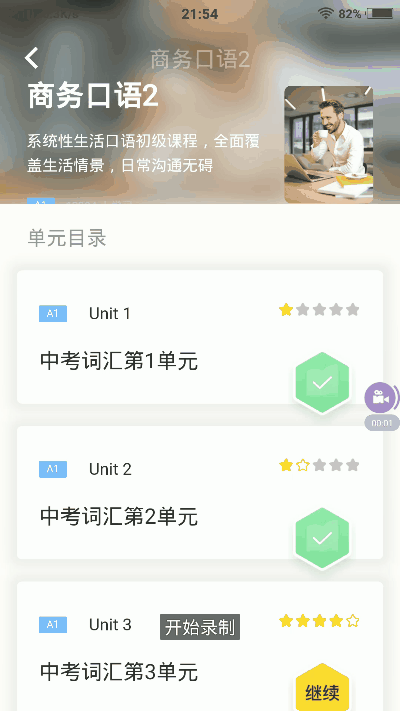 21:54
82%
商务口语2
商务口语2
系统性生活口语初级课程，全面覆
盖生活情景，日常沟通无碍
A1
单元目录
A1 Unit 1
中考词汇第1单元
00:01
A1 Unit 2
中考词汇第2单元
A1 Unit 3
开始录制
中考词汇第3单元
继续